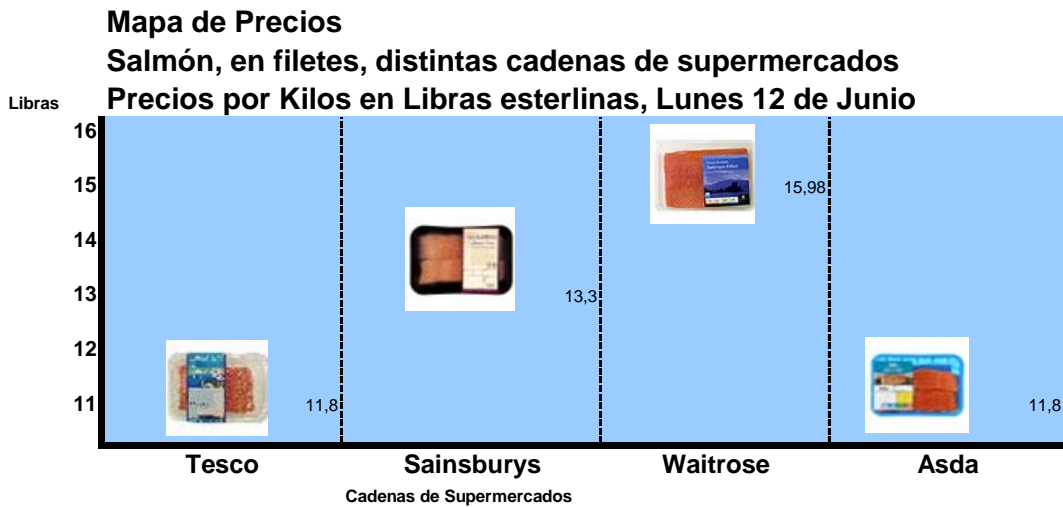 Mapa de Precios
Salmón, en filetes, distintas cadenas de supermercados
Libras Precios por Kilos en Libras esterlinas, Lunes 12 de Junio
16
15
15,98
14
13
13,3
12
11
11,8
11,8
Tesco Sainsburys Waitrose Asda
Cadenas de Supermercados